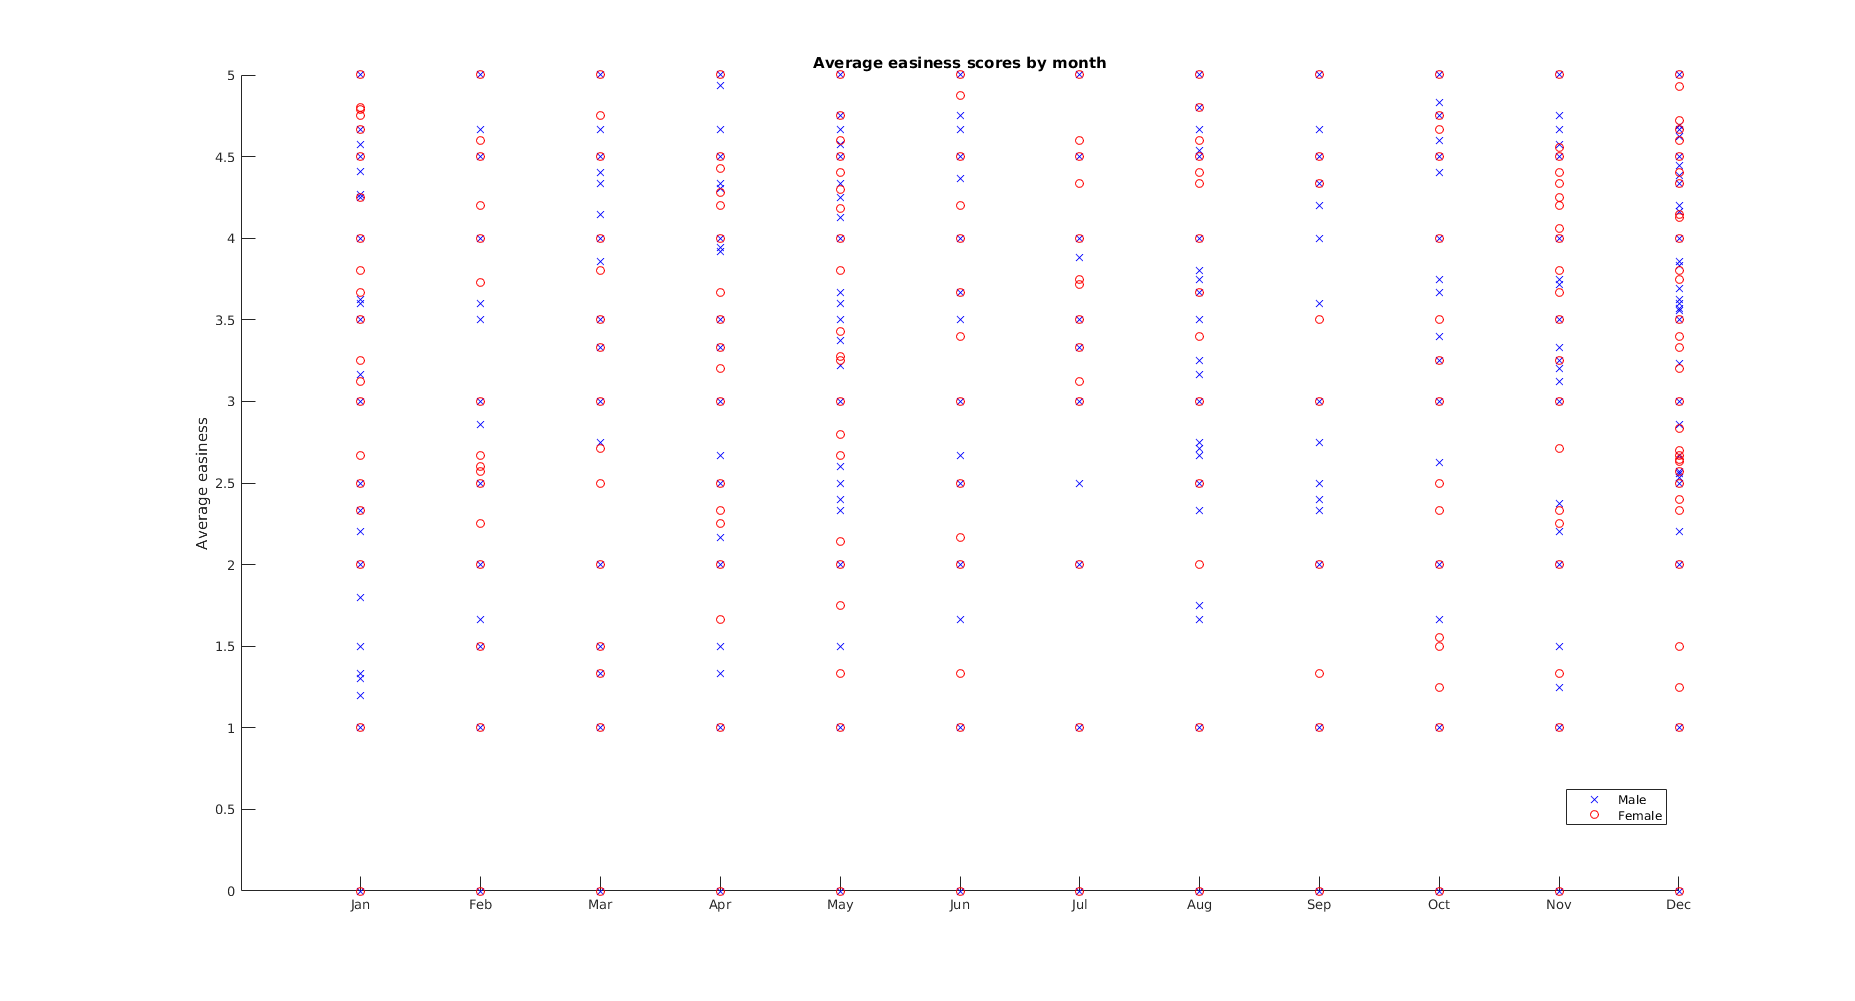 Average easiness scores by month
5
4.5
4
3.5
3
2.5
2
1.5
1
0.5
0
Average easiness
Male
Female
Jan Feb Mar Apr May Jun Jul Aug Sep Oct Nov Dec